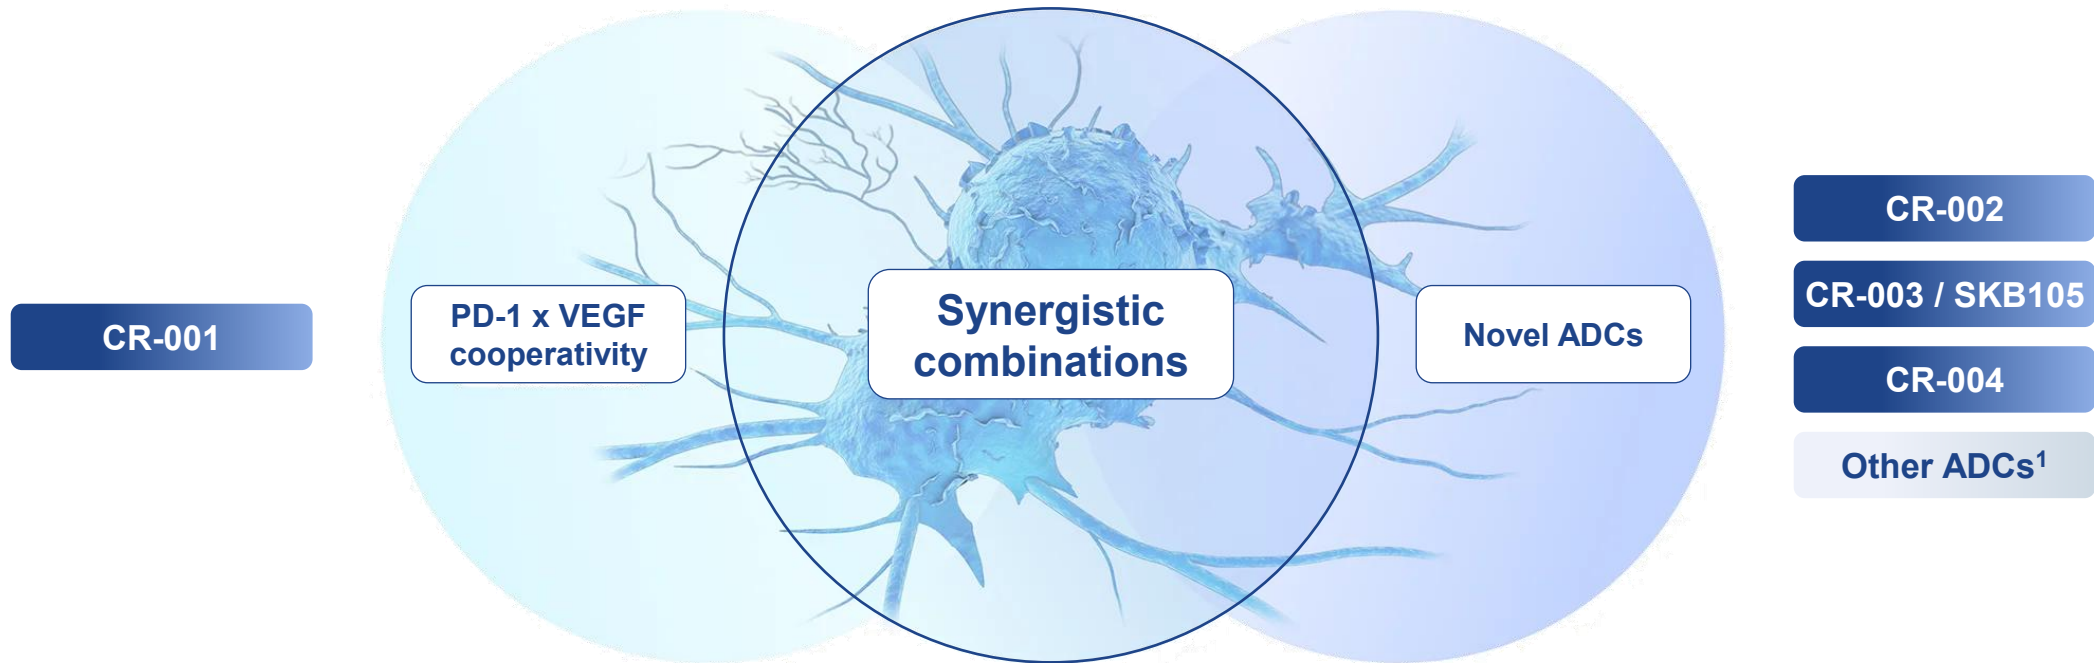 CR-001
PD-1 x VEGF
cooperativity
Synergistic
combinations
Novel ADCs
CR-002
CR-003 / SKB105
CR-004
Other ADCs¹